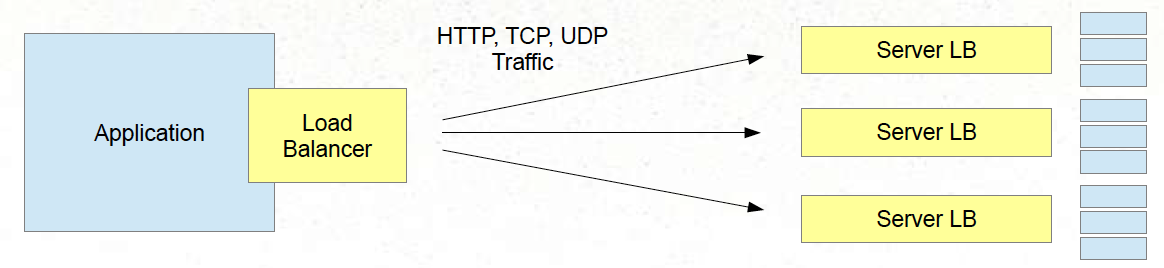 HTTP, TCP, UDP
Traffic
Application
Load
Balancer
Server LB
Server LB
Server LB